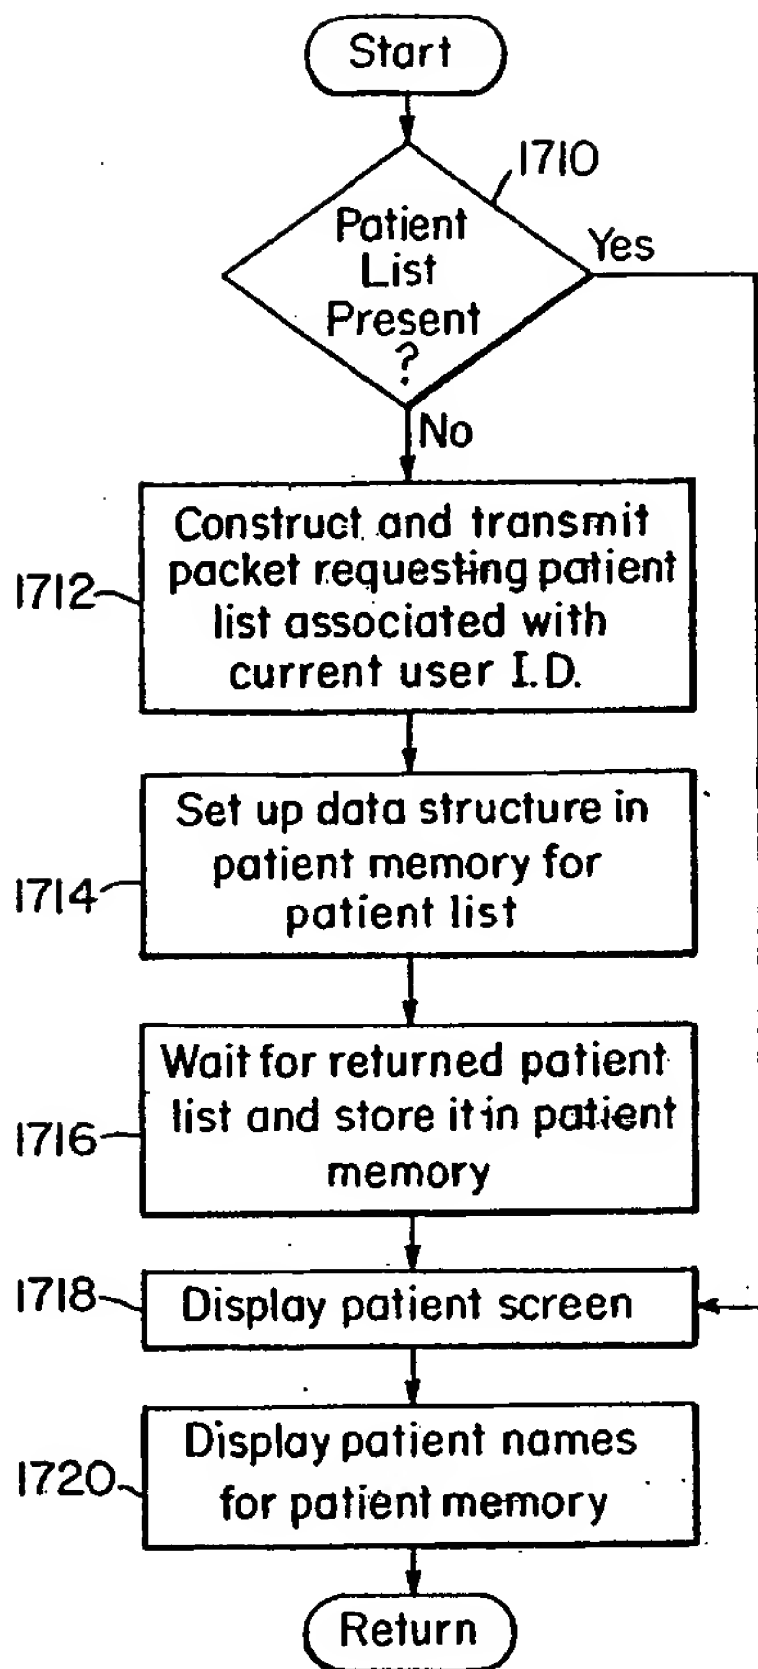 Start
1710
Patient
List
Present
?
Yes
No
Construct and transmit
packet requesting patient
list associated with
current user I.D.
1712
Set up data structure in
patient memory for
patient list
1714
Wait for returned patient
list and store it in patient
memory
1716
1718
Display patient screen
Display patient names
for patient memory
1720
Return